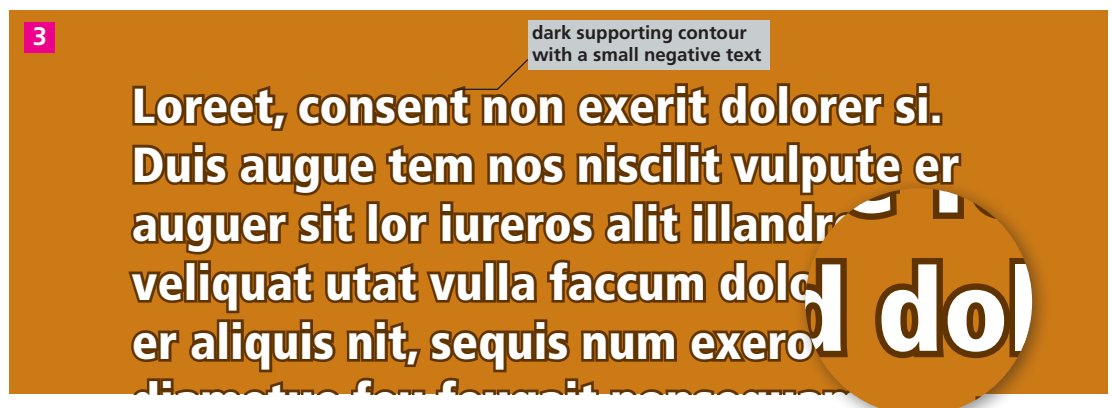 3
dark supporting contour
with a small negative text
Loreet, consent non exerit dolorer si.
Duis augue tem nos niscilit vulpute er
auguer sit lor iureros alit illandr
veliquat utat vulla faccum dolo
er aliquis nit, sequis num exero
d dol